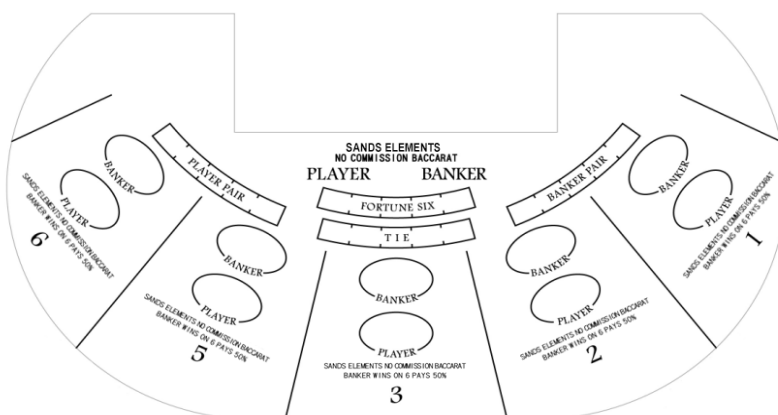 SANDS ELEMENTS
NO COMMISSION BACCARAT
PLAYER BANKER
PLAYER PAIR
FORTUNE SIX
BANKER PAIR
TIE
BANKER
PLAYER
SANDS ELEMENTS NO COMMISSION BACCARAT
BANKER WINS ON 6 PAYS 50%
6
BANKER
PLAYER
SANDS ELEMENTS NO COMMISSION BACCARAT
BANKER WINS ON 6 PAYS 50%
5
BANKER
PLAYER
SANDS ELEMENTS NO COMMISSION BACCARAT
BANKER WINS ON 6 PAYS 50%
3
BANKER
PLAYER
SANDS ELEMENTS NO COMMISSION BACCARAT
BANKER WINS ON 6 PAYS 50%
2
BANKER
PLAYER
SANDS ELEMENTS NO COMMISSION BACCARAT
BANKER WINS ON 6 PAYS 50%
1